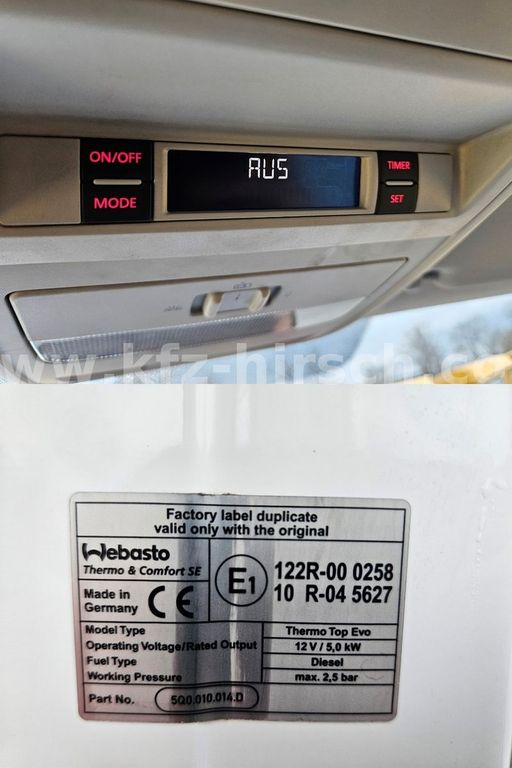 ON/OFF
MODE
AUS
TIMER
SET
www.kfz-hirsch.c
Factory label duplicate
valid only with the original
Webasto
Thermo & Comfort SE
Made in
Germany
CE
E1
122R-00 0258
10 R-04 5627
Model Type Thermo Top Evo
Operating Voltage/Rated Output 12 V / 5,0 kW
Fuel Type Diesel
Working Pressure max. 2,5 bar
Part No. 5Q0.010.014.D